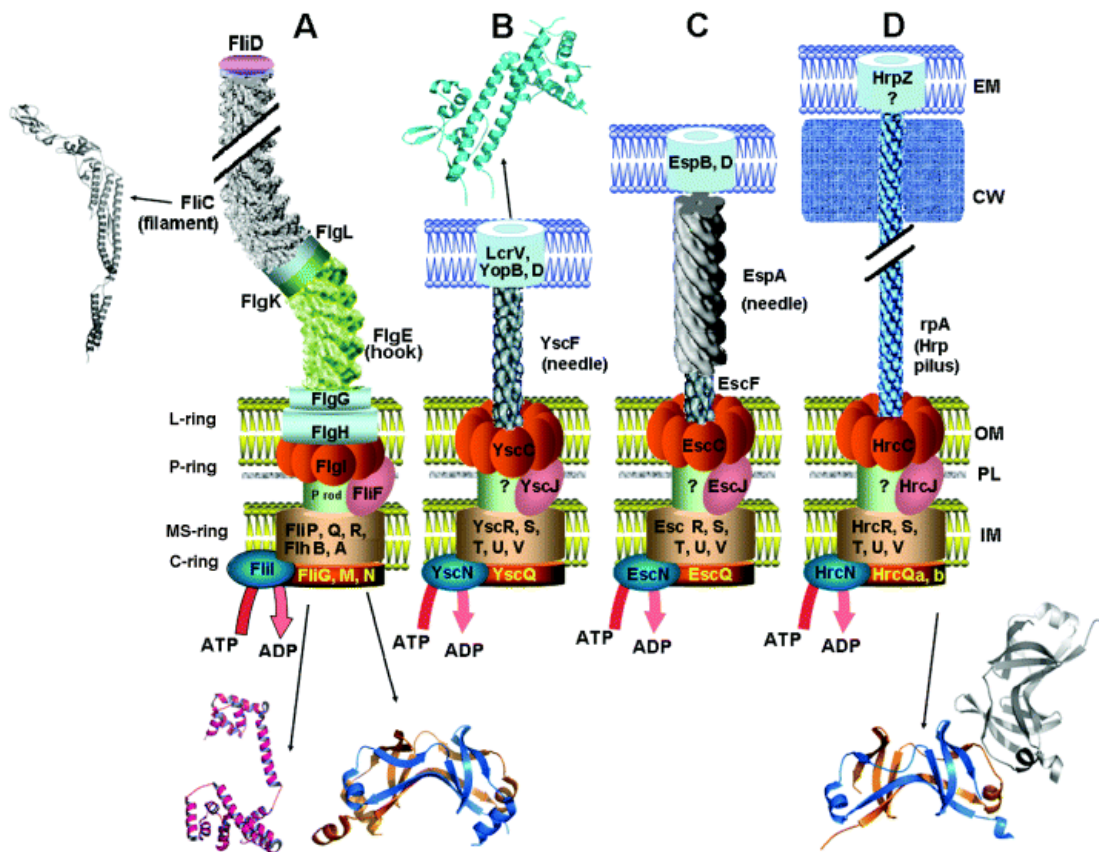 A
B
C
D
FliD
FliC
(filament)
FlgL
FlgK
FlgE
(hook)
FlgG
FlgH
FlgI
P rod
FliF
FliP, Q, R,
Flh B, A
FliI
FliG, M, N
ATP
ADP
L-ring
P-ring
MS-ring
C-ring
LcrV,
YopB, D
YscF
(needle)
YscC
?
YscJ
YscR, S,
T, U, V
YscN
YscQ
ATP
ADP
EspB, D
EspA
(needle)
EscF
EscC
?
EscJ
Esc R, S,
T, U, V
EscN
EscQ
ATP
ADP
HrpZ
?
rpA
(Hrp
pilus)
HrcC
?
HrcJ
HrcR, S,
T, U, V
HrcN
HrcQa, b
ATP
ADP
EM
CW
OM
PL
IM